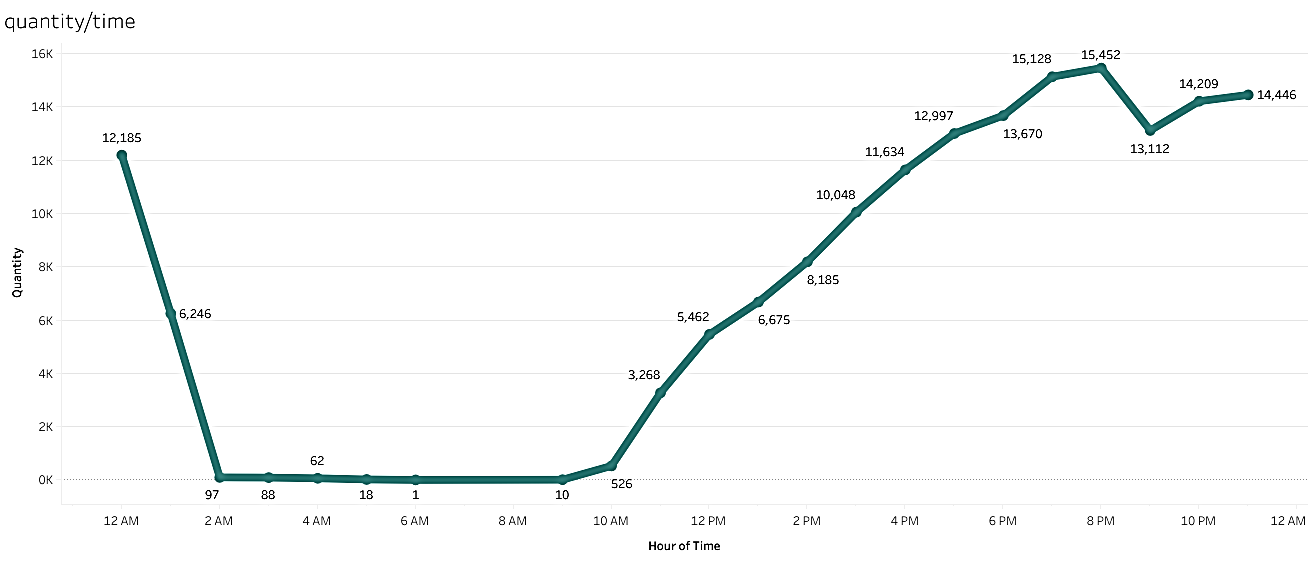 quantity/time
16K
15,128
15,452
14K
14,209
14,446
12,997
13,670
13,112
12,185
12K
11,634
10K
10,048
Quantity
8K
8,185
6K
6,246
5,462
6,675
4K
3,268
2K
0K
62
526
97
88
18
1
10
12 AM
2 AM
4 AM
6 AM
8 AM
10 AM
12 PM
2 PM
4 PM
6 PM
8 PM
10 PM
12 AM
Hour of Time